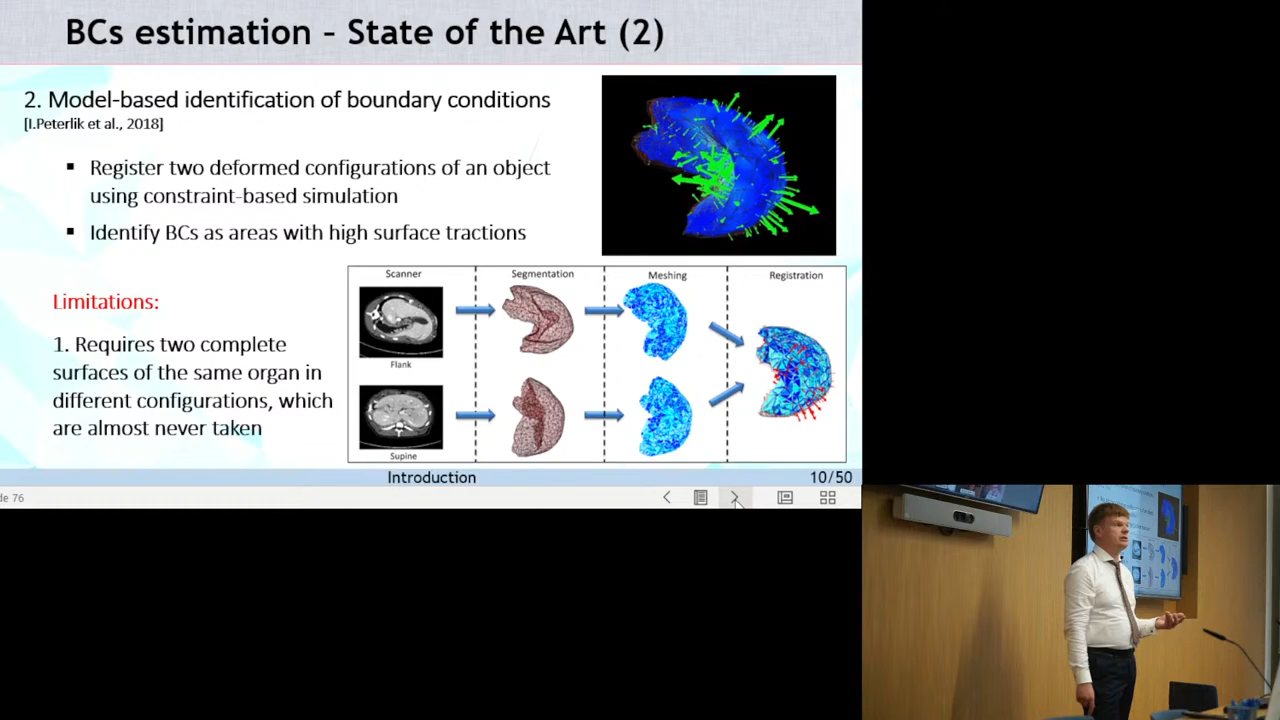 BCs estimation – State of the Art (2)
2. Model-based identification of boundary conditions
[I.Peterlik et al., 2018]
▪ Register two deformed configurations of an object
using constraint-based simulation
▪ Identify BCs as areas with high surface tractions
Limitations:
1. Requires two complete
surfaces of the same organ in
different configurations, which
are almost never taken
Scanner
Segmentation
Meshing
Registration
Flank
Supine
Introduction
10/50
de 76